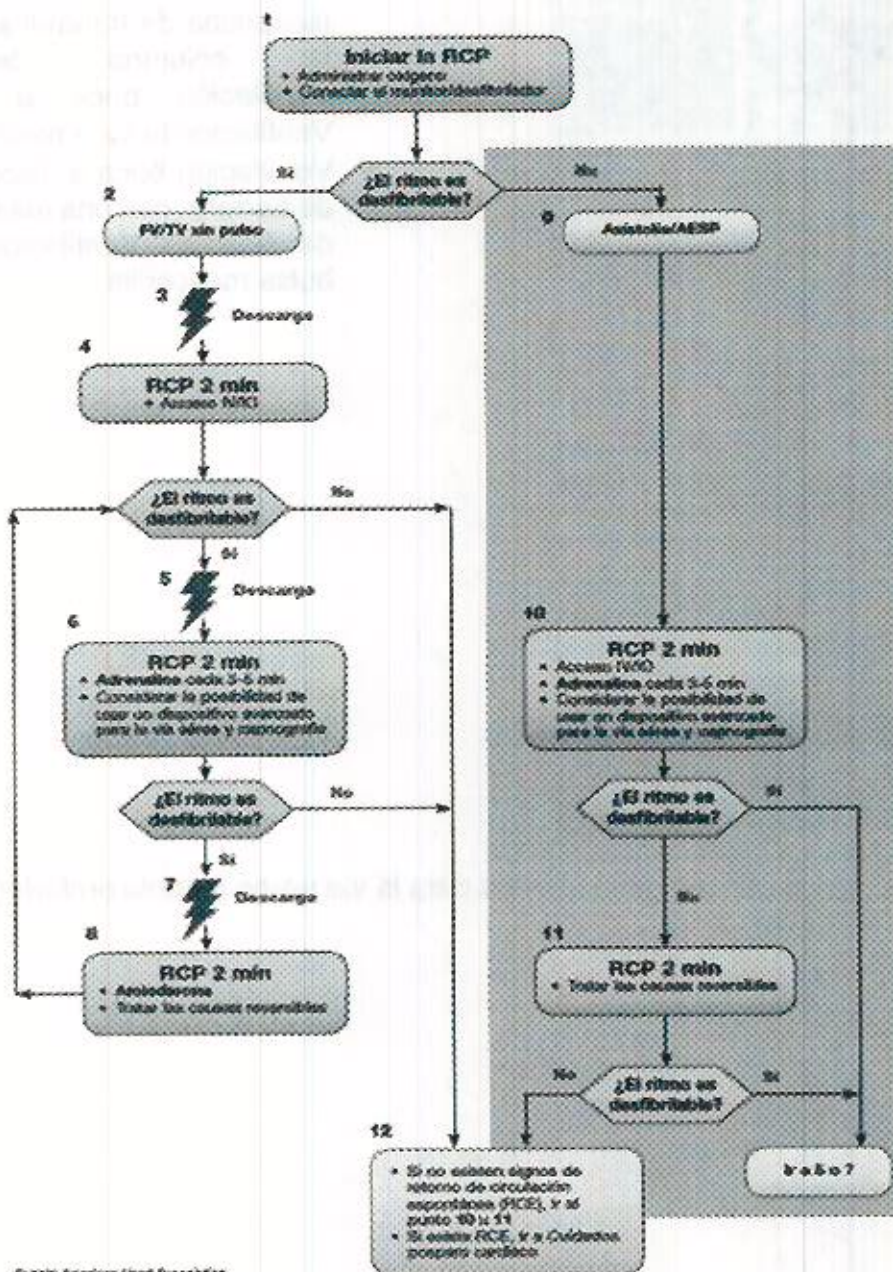 1
Iniciar la RCP
• Administrar oxígeno
• Conectar el monitor/desfibrilador
¿El ritmo es
desfibrilable?
Sí
No
2
FV/TV sin pulso
9
Asistolia/AESP
3
Descarga
4
RCP 2 min
• Acceso IV/IO
¿El ritmo es
desfibrilable?
No
Sí
5
Descarga
6
RCP 2 min
• Adrenalina cada 3-5 min
• Considerar la posibilidad de
usar un dispositivo avanzado
para la vía aérea y capnografía
10
RCP 2 min
• Acceso IV/IO
• Adrenalina cada 3-5 min
• Considerar la posibilidad de
usar un dispositivo avanzado
para la vía aérea y capnografía
¿El ritmo es
desfibrilable?
No
Sí
7
Descarga
8
RCP 2 min
• Amiodarona
• Tratar las causas reversibles
¿El ritmo es
desfibrilable?
Sí
No
11
RCP 2 min
• Tratar las causas reversibles
¿El ritmo es
desfibrilable?
No
Sí
12
• Si no existen signos de
retorno de circulación
espontánea (RCE), ir al
punto 10 u 11
• Si existe RCE, ir a Cuidados
posparo cardíaco
Ir a 5 o 7
American Heart Association